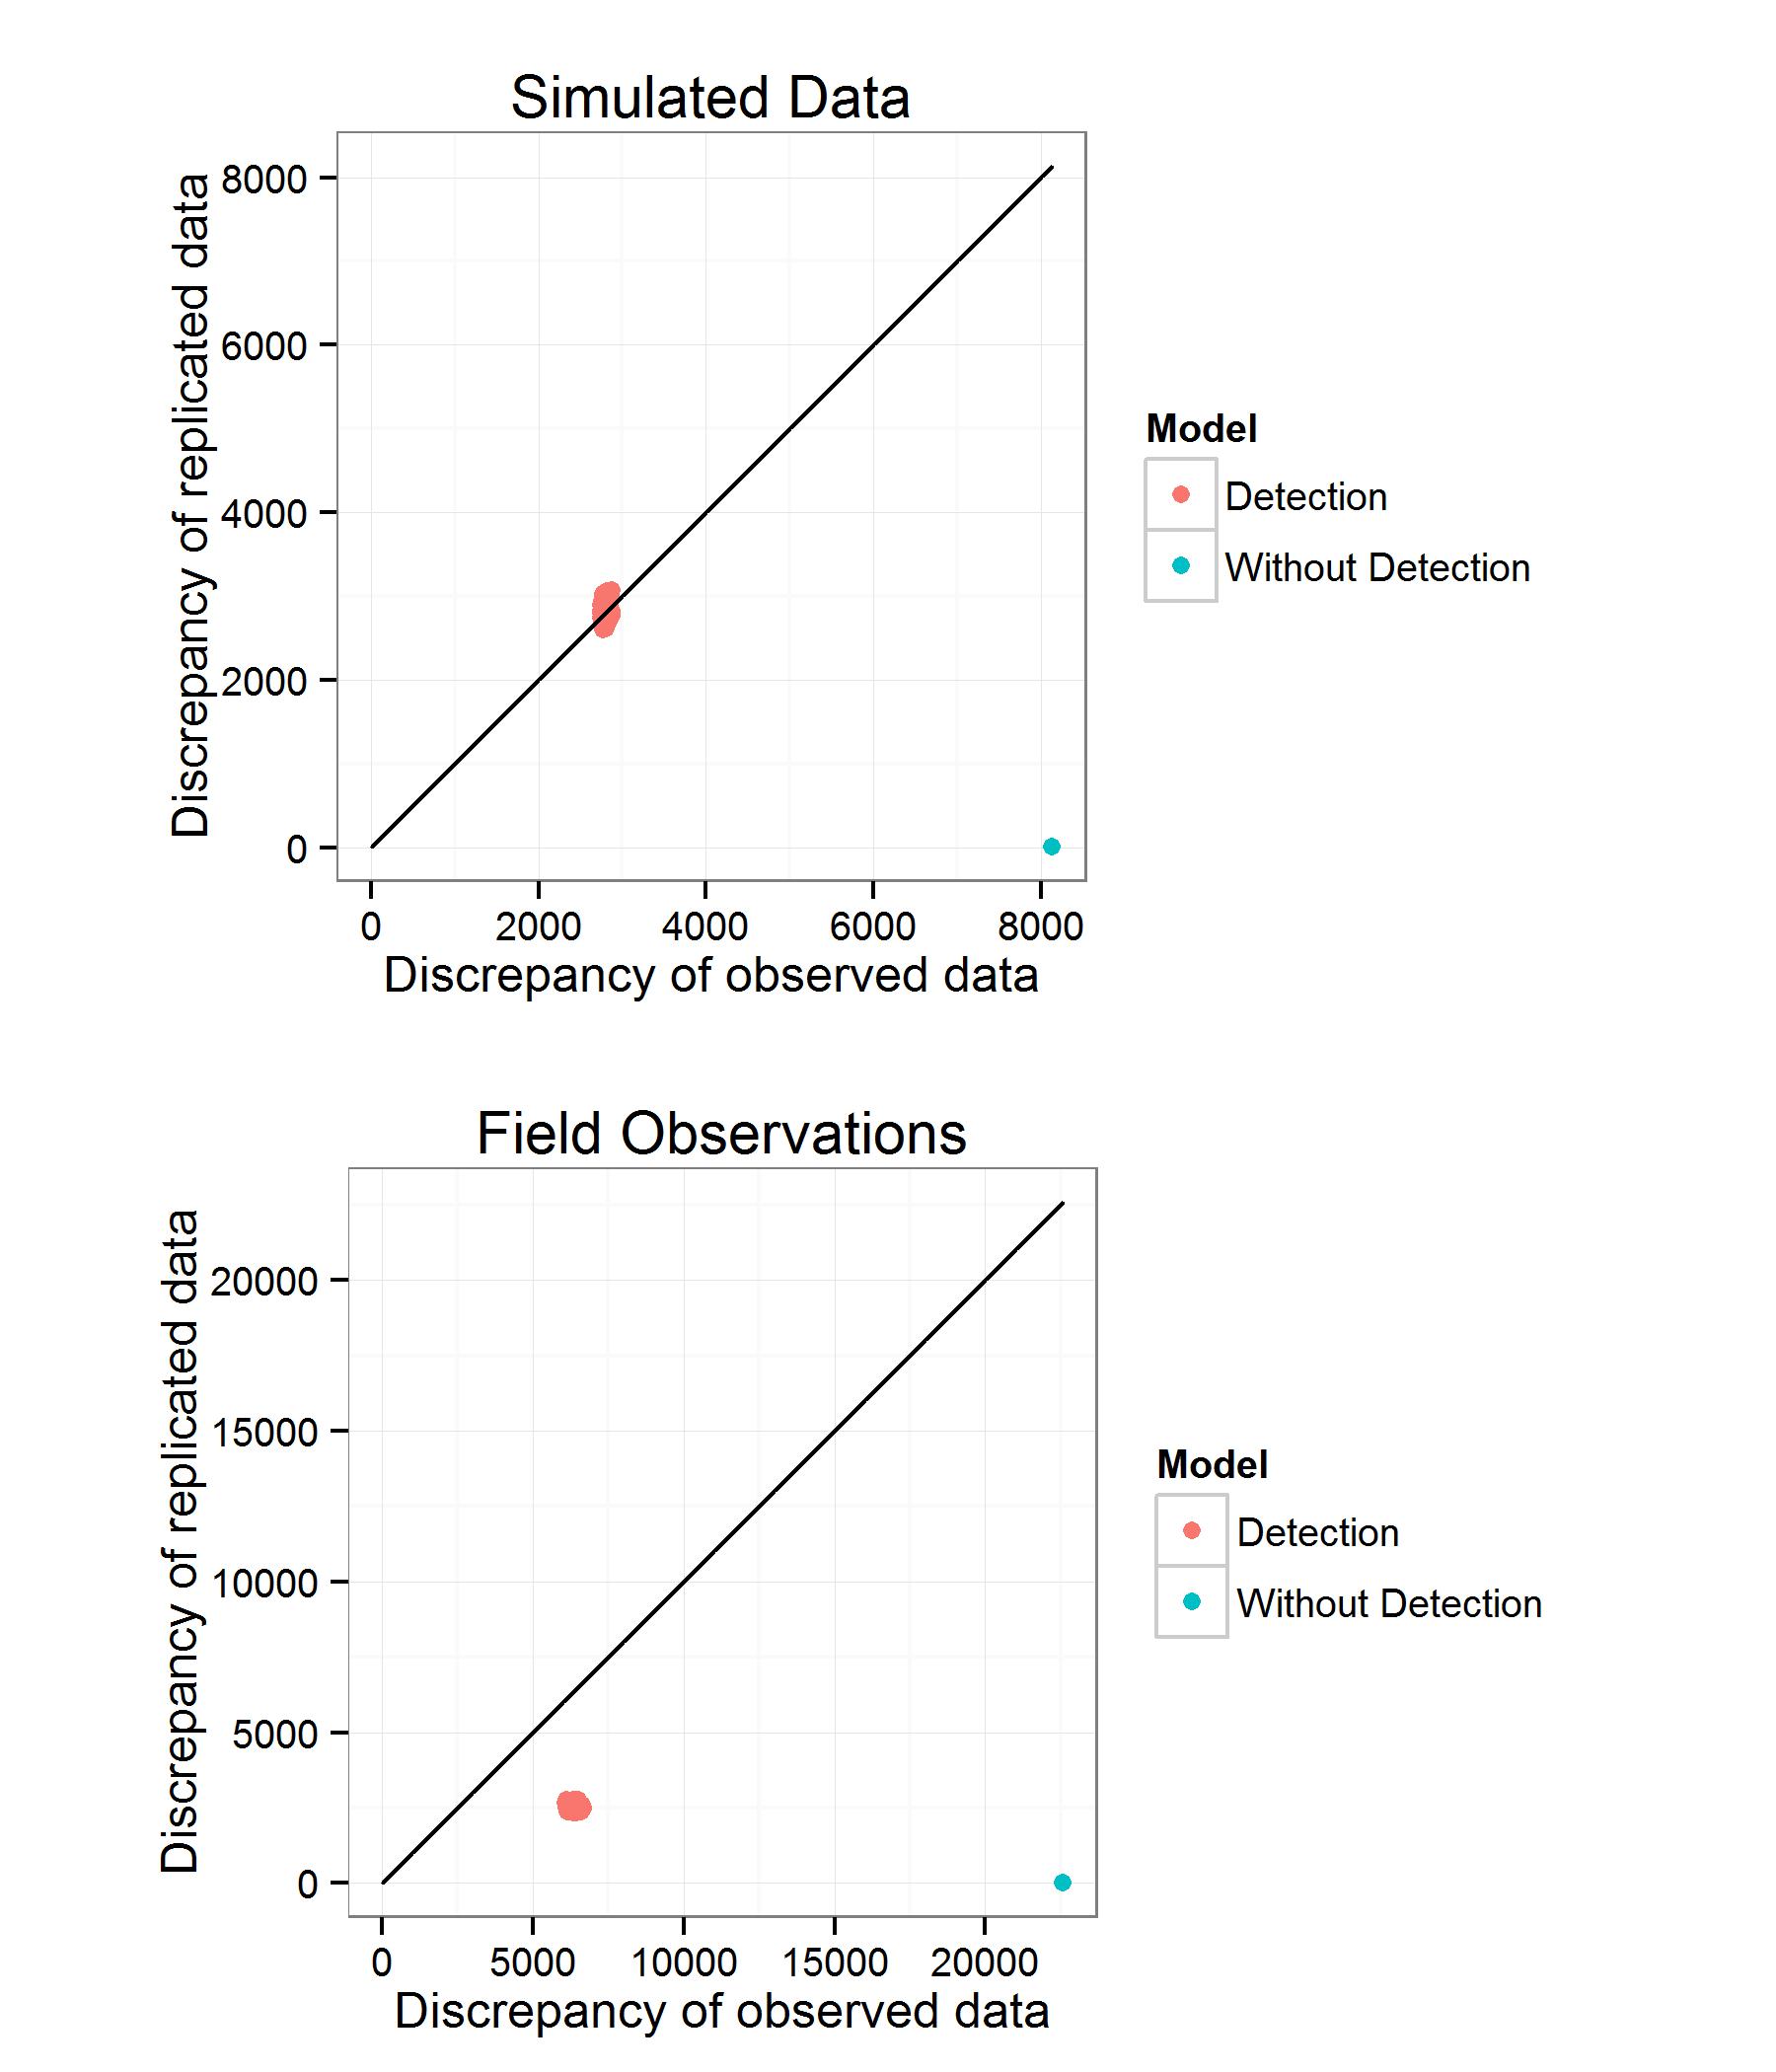 Simulated Data
Discrepancy of replicated data
8000
6000
4000
2000
0
0 2000 4000 6000 8000
Discrepancy of observed data
Model
Detection
Without Detection
Field Observations
Discrepancy of replicated data
20000
15000
10000
5000
0
0 5000 10000 15000 20000
Discrepancy of observed data
Model
Detection
Without Detection